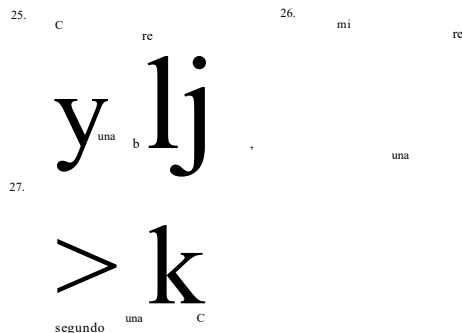 25.
26.
C
mi
re
re
y una b lj ,
una
27.
> k
una C
segundo